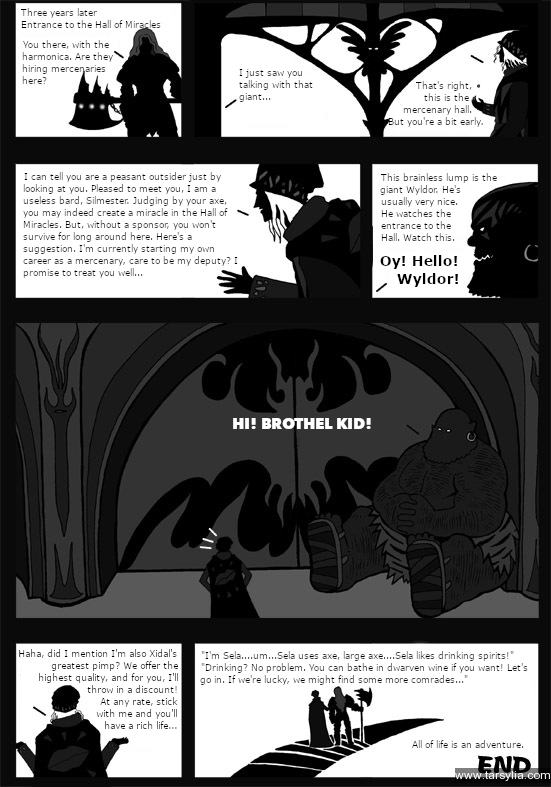 Three years later
Entrance to the Hall of Miracles
You there, with the
harmonica. Are they
hiring mercenaries
here?
I just saw you
talking with that
giant...
That's right,
this is the
mercenary hall.
But you're a bit early.
I can tell you are a peasant outsider just by
looking at you. Pleased to meet you, I am a
useless bard, Silmester. Judging by your axe,
you may indeed create a miracle in the Hall of
Miracles. But, without a sponsor, you won't
survive for long around here. Here's a
suggestion. I'm currently starting my own
career as a mercenary, care to be my deputy? I
promise to treat you well...
This brainless lump is the
giant Wyldor. He's
usually very nice.
He watches the
entrance to the
Hall. Watch this.
Oy! Hello!
Wyldor!
HI! BROTHEL KID!
Haha, did I mention I'm also Xidal's
greatest pimp? We offer the
highest quality, and for you, I'll
throw in a discount!
At any rate, stick
with me and you'll
have a rich life...
"I'm Sela....um...Sela uses axe, large axe....Sela likes drinking spirits!"
"Drinking? No problem. You can bathe in dwarven wine if you want! Let's
go in. If we're lucky, we might find some more comrades..."
All of life is an adventure.
END
www.tarsylia.com